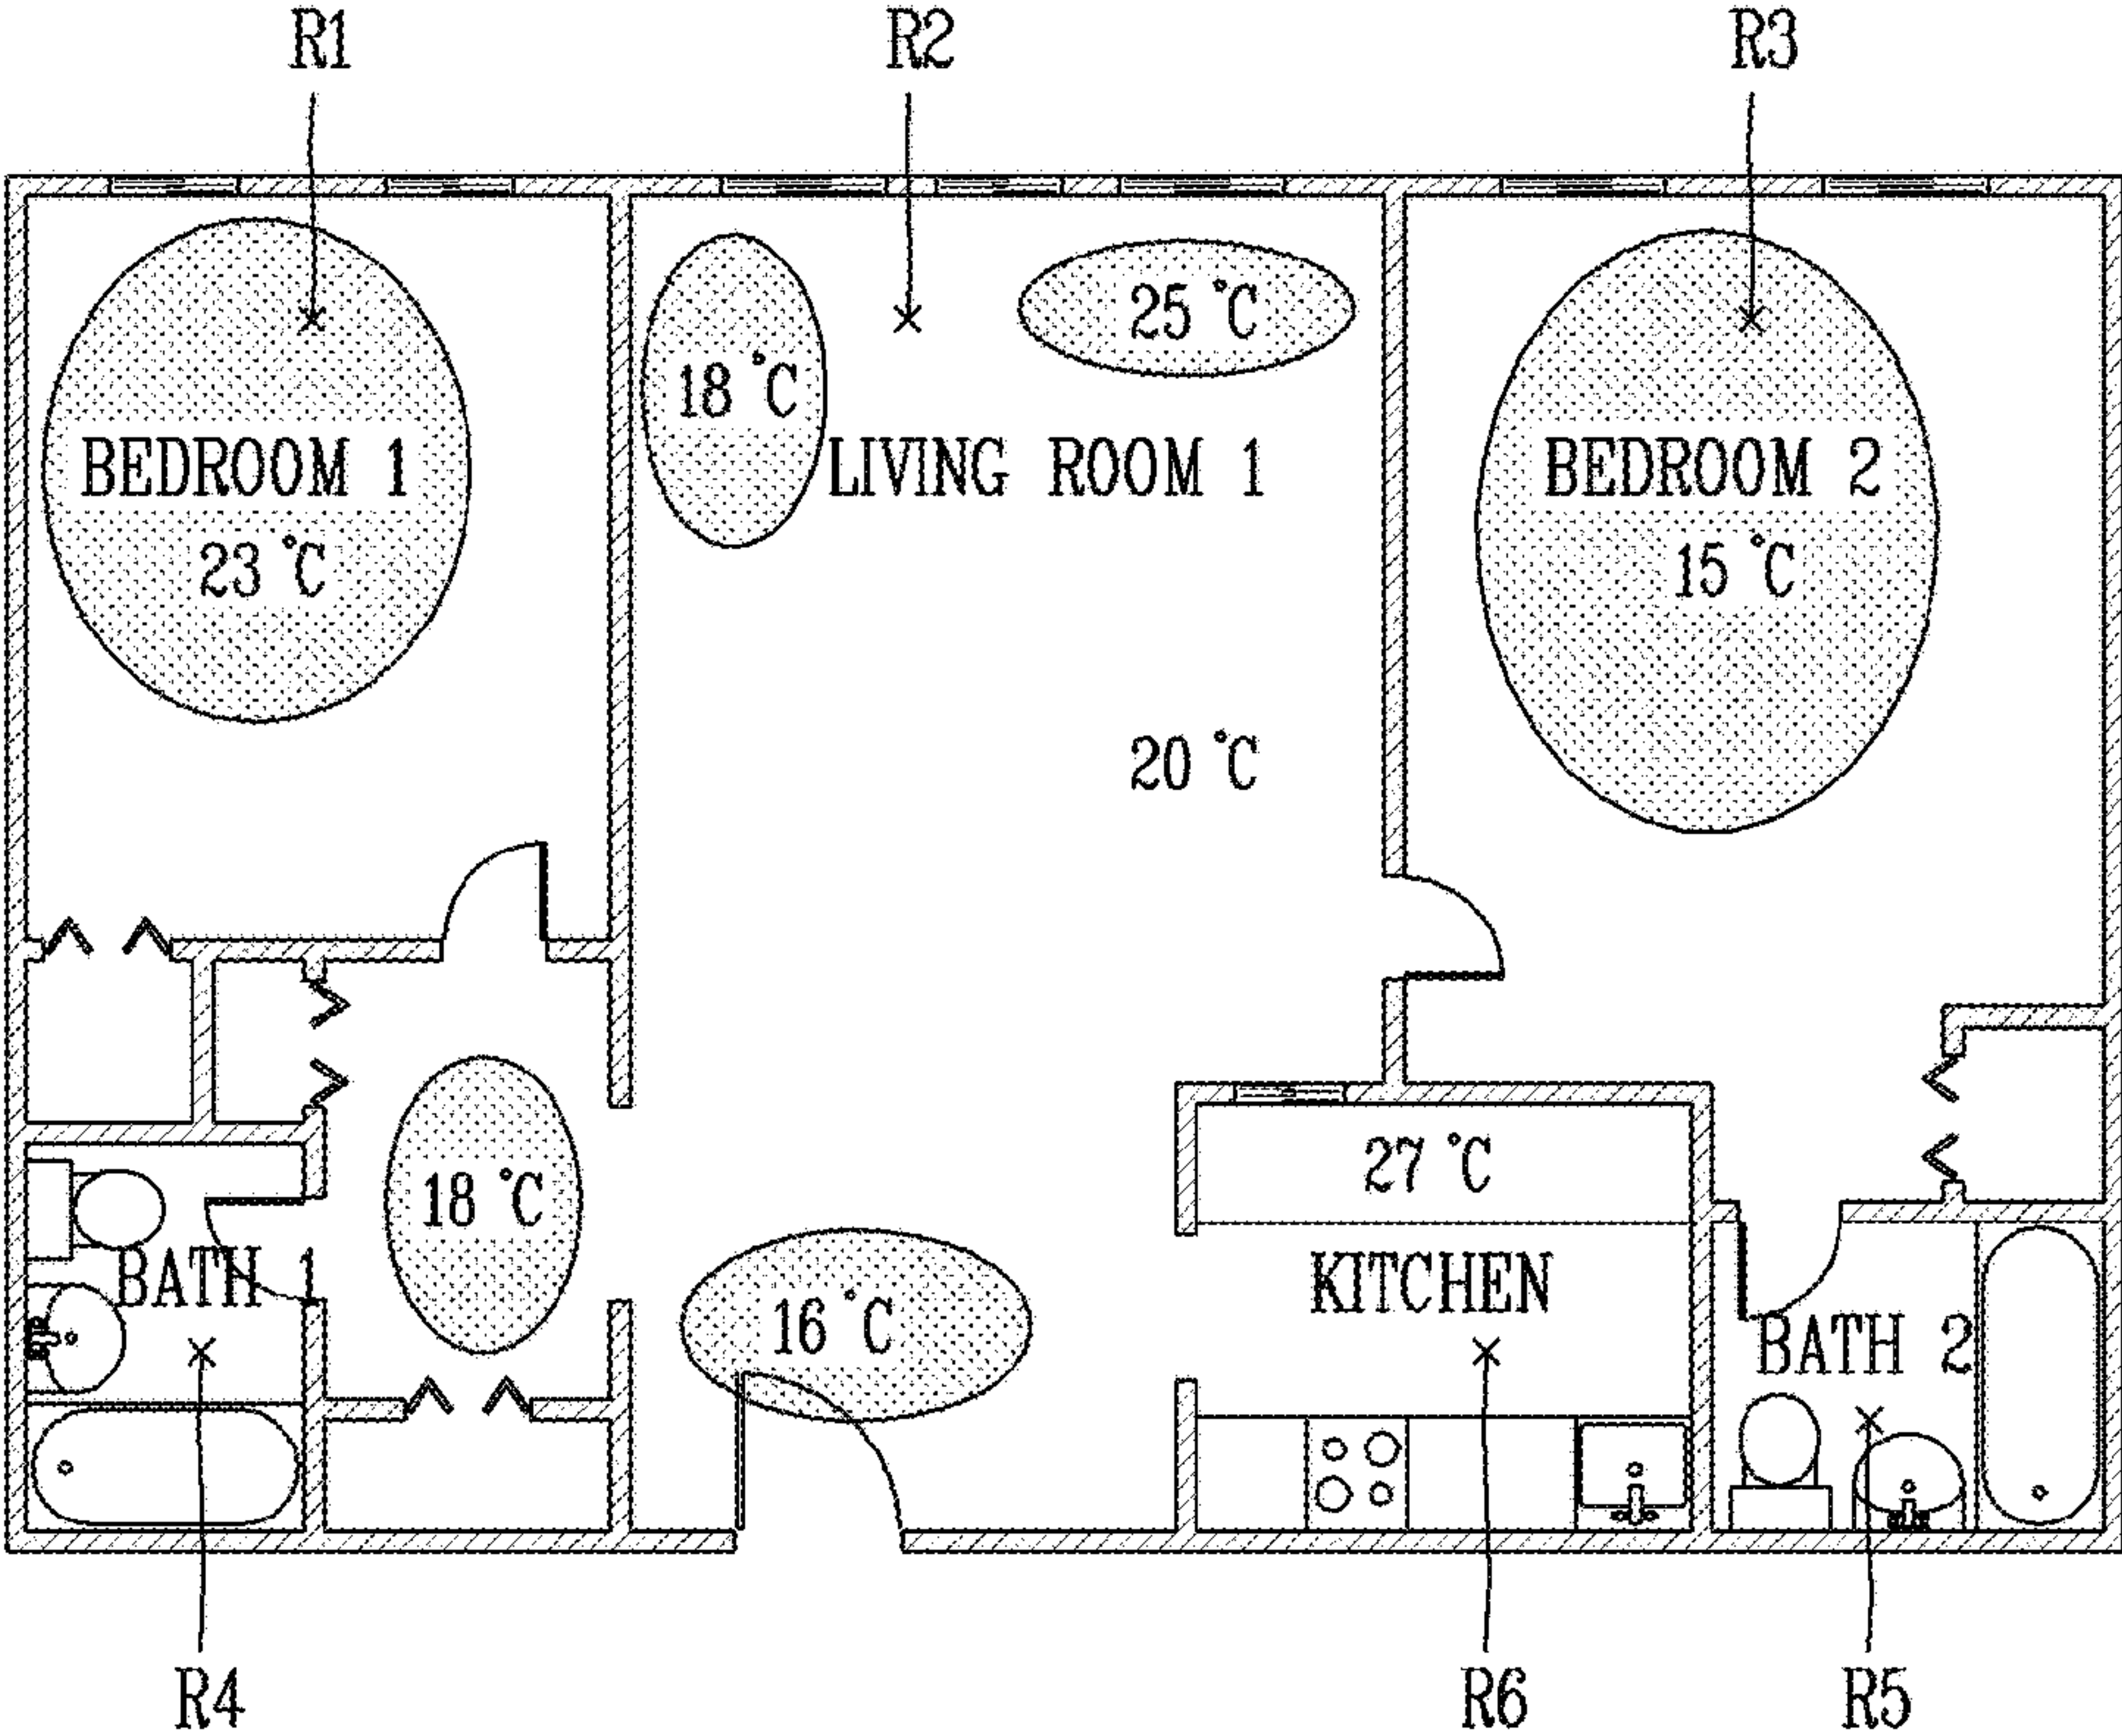 R1
R2
R3
25 °C
18 °C
BEDROOM 1
LIVING ROOM 1
BEDROOM 2
23 °C
15 °C
20 °C
27 °C
18 °C
BATH 1
KITCHEN
16 °C
BATH 2
R4
R6
R5